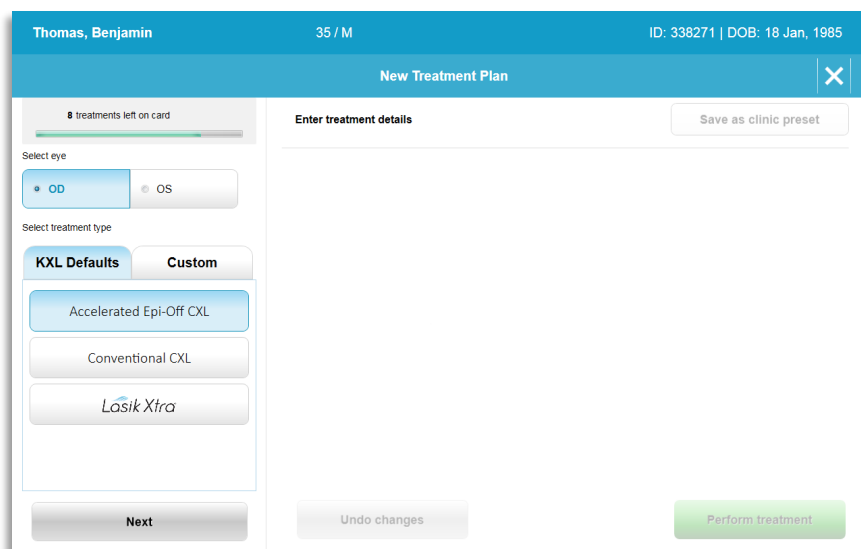 Thomas, Benjamin 35 / M ID: 338271 | DOB: 18 Jan, 1985
New Treatment Plan
8 treatments left on card
Enter treatment details
Save as clinic preset
Select eye
OD OS
Select treatment type
KXL Defaults Custom
Accelerated Epi-Off CXL
Conventional CXL
Lasik Xtra
Next
Undo changes
Perform treatment